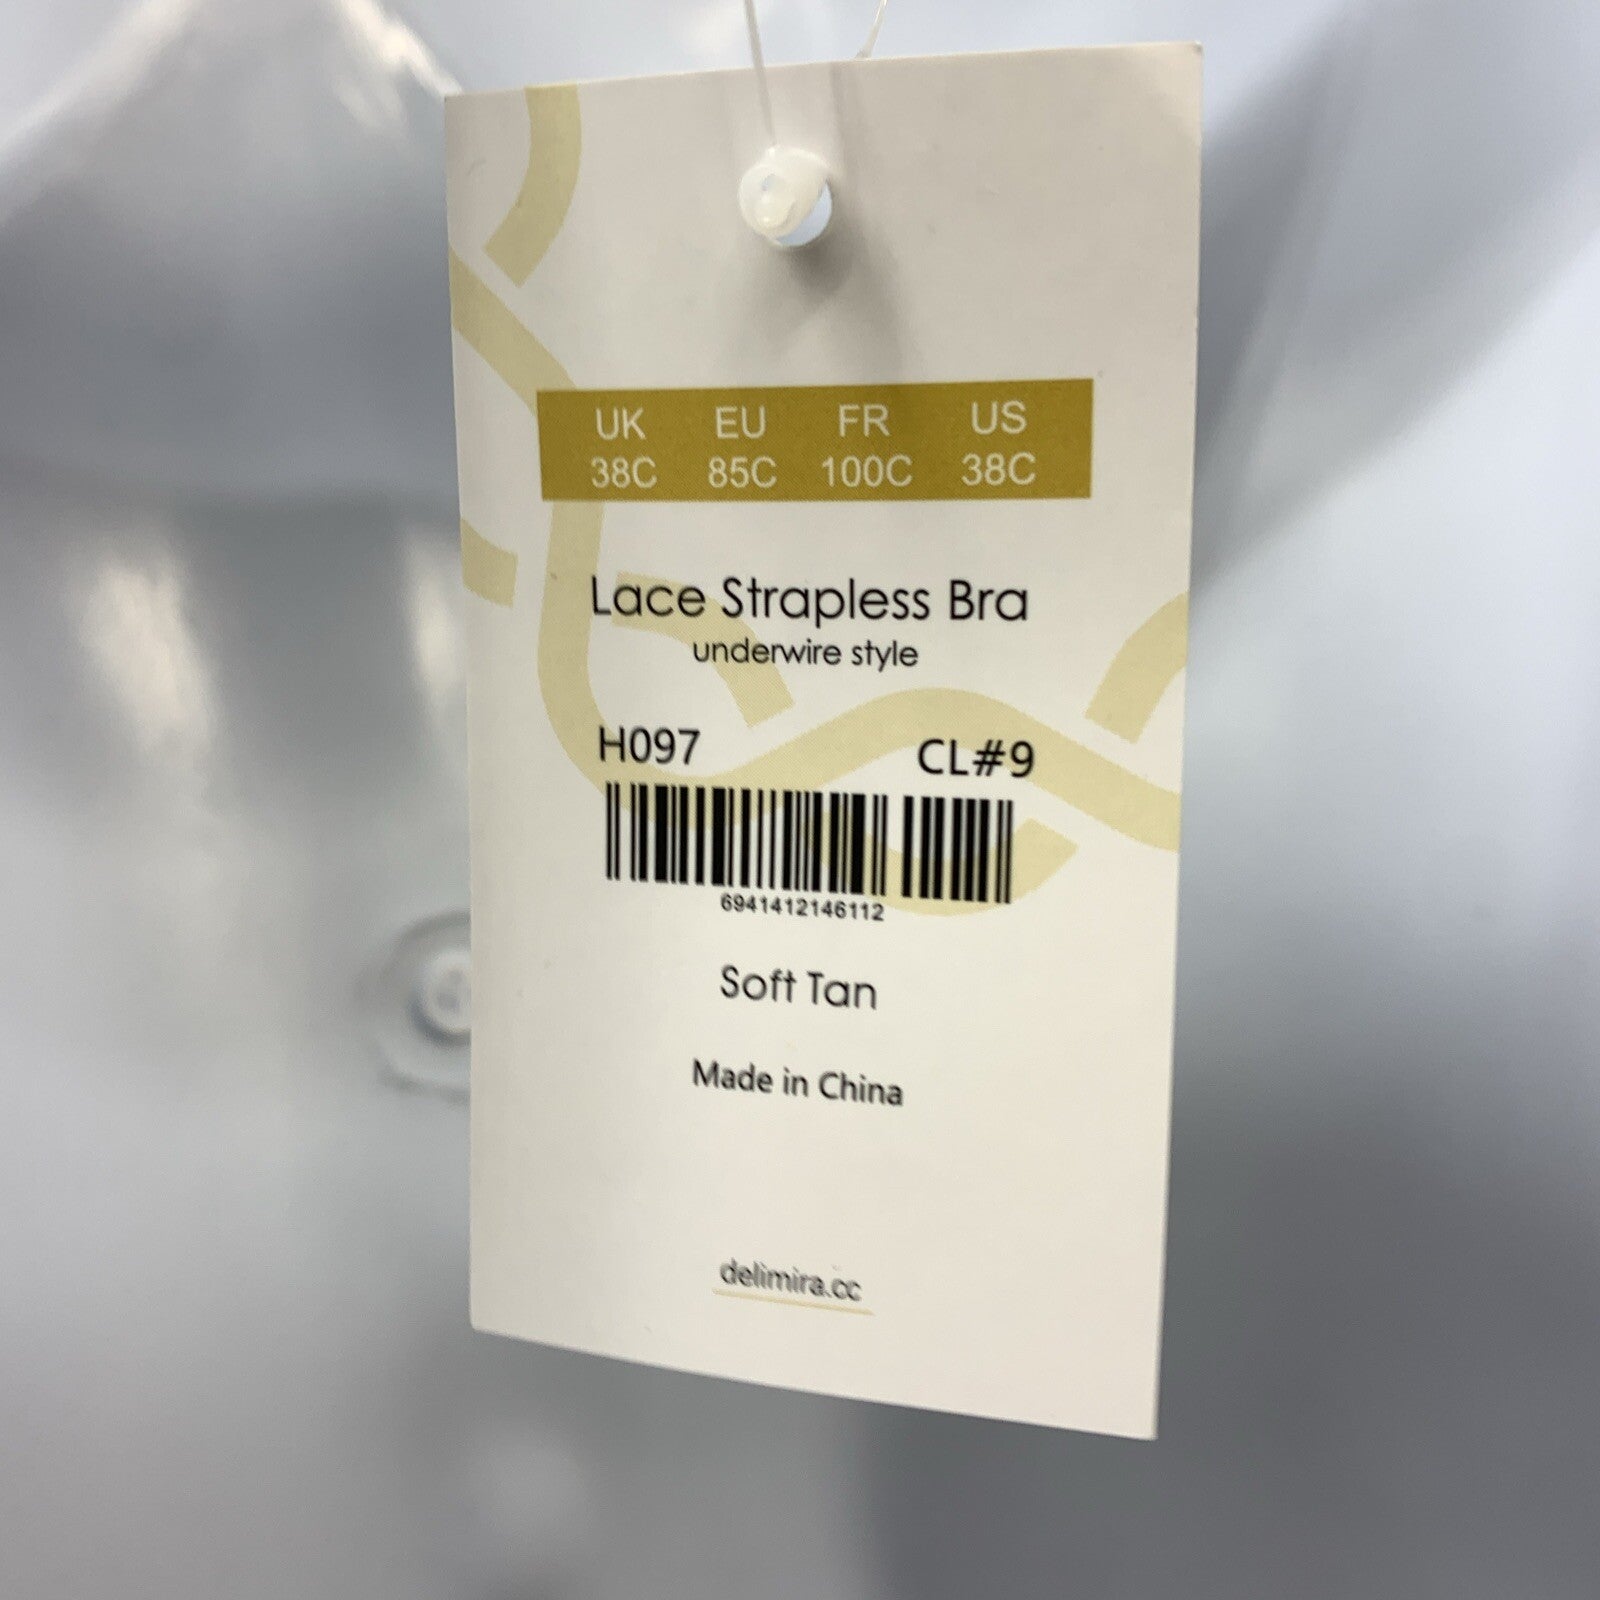 UK EU FR US
38C 85C 100C 38C
Lace Strapless Bra
underwire style
H097 CL#9
6941412146112
Soft Tan
Made in China
delimira.cc